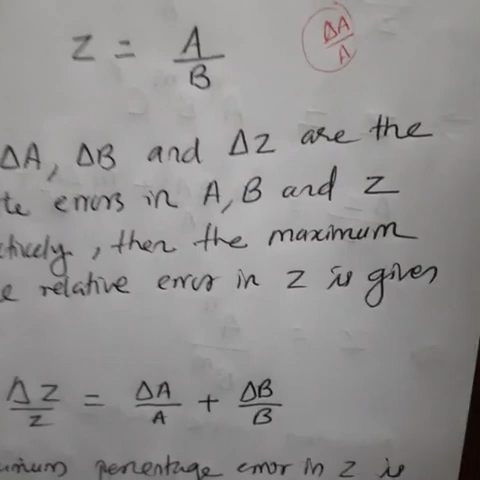 Z = A/B
ΔA/A
ΔA, ΔB and ΔZ are the
te errors in A, B and Z
ctively, then the maximum
e relative error in Z is given
ΔZ/Z = ΔA/A + ΔB/B
imum percentage error in Z is